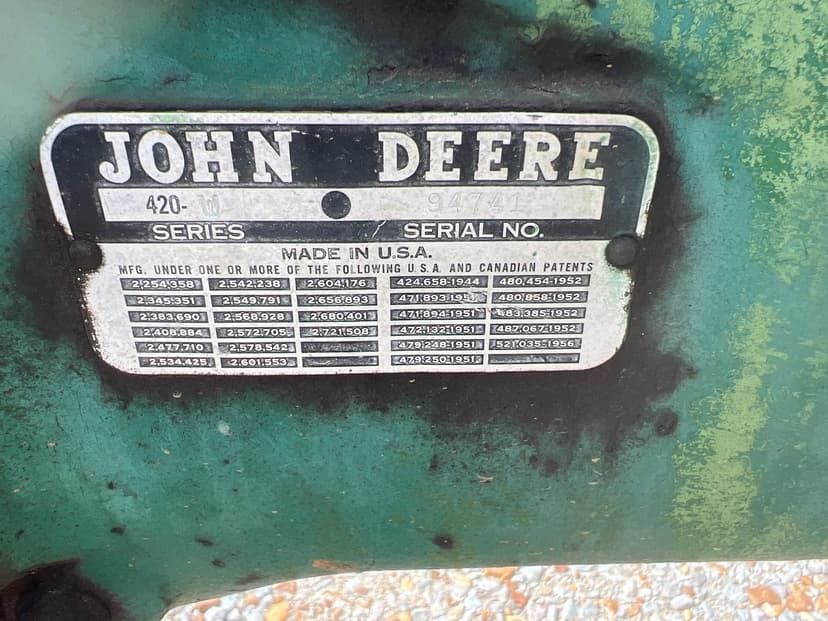 JOHN DEERE
420-W 94741
SERIES SERIAL NO.
MADE IN U.S.A.
MFG. UNDER ONE OR MORE OF THE FOLLOWING U.S.A. AND CANADIAN PATENTS
2,254,358 2,542,238 2,604,176 424,658-1944 480,454-1952
2,345,351 2,549,791 2,656,893 471,893-1951 480,858-1952
2,383,690 2,568,928 2,680,401 471,894-1951 483,385-1952
2,408,884 2,572,705 2,721,508 472,132-1951 487,067-1952
2,477,710 2,578,542 479,248-1951 521,035-1956
2,534,425 2,601,553 479,250-1951